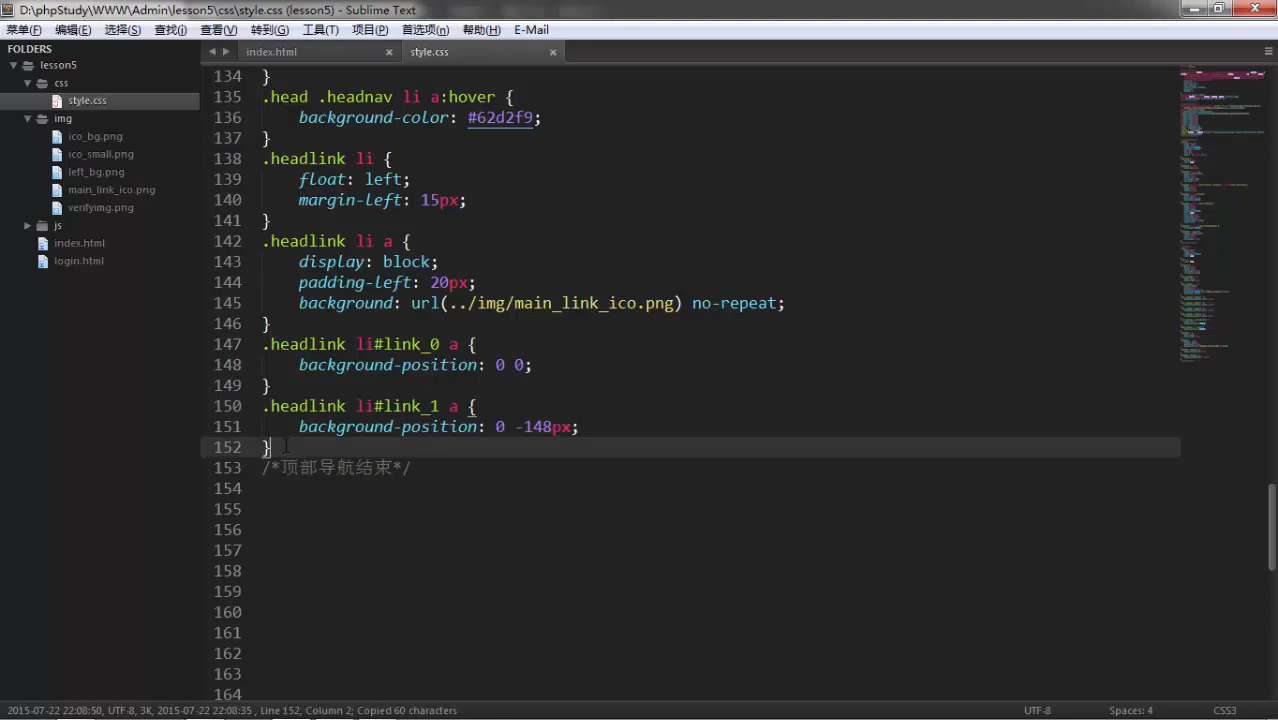 D:\phpStudy\WWW\Admin\lesson5\css\style.css (lesson5) - Sublime Text
菜单(F) 编辑(E) 选择(S) 查找(I) 查看(V) 转到(G) 工具(T) 项目(P) 首选项(n) 帮助(H) E-Mail
FOLDERS
lesson5
css
style.css
img
ico_bg.png
ico_small.png
left_bg.png
main_link_ico.png
verifyimg.png
js
index.html
login.html
index.html
style.css
134 }
135 .head .headnav li a:hover {
136 background-color: #62d2f9;
137 }
138 .headlink li {
139 float: left;
140 margin-left: 15px;
141 }
142 .headlink li a {
143 display: block;
144 padding-left: 20px;
145 background: url(../img/main_link_ico.png) no-repeat;
146 }
147 .headlink li#link_0 a {
148 background-position: 0 0;
149 }
150 .headlink li#link_1 a {
151 background-position: 0 -148px;
152 }
153 /*顶部导航结束*/
154
155
156
157
158
159
160
161
162
163
164
2015-07-22 22:08:50, UTF-8, 3K, 2015-07-22 22:08:35 , Line 152, Column 2; Copied 60 characters
UTF-8
Spaces: 4
CSS3